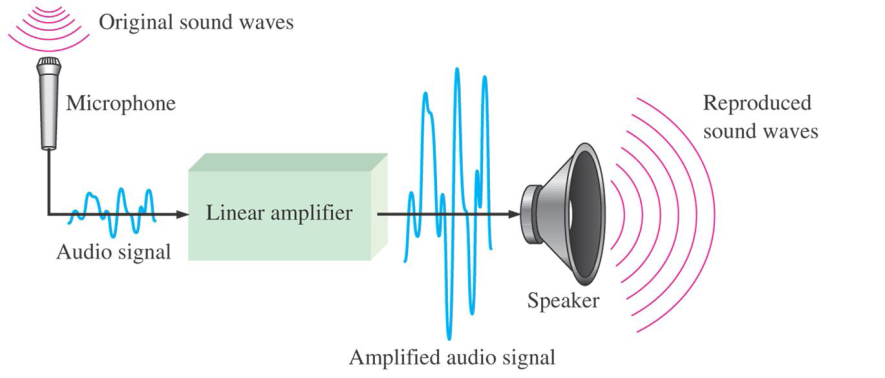 Original sound waves
Microphone
Reproduced
sound waves
Linear amplifier
Audio signal
Speaker
Amplified audio signal